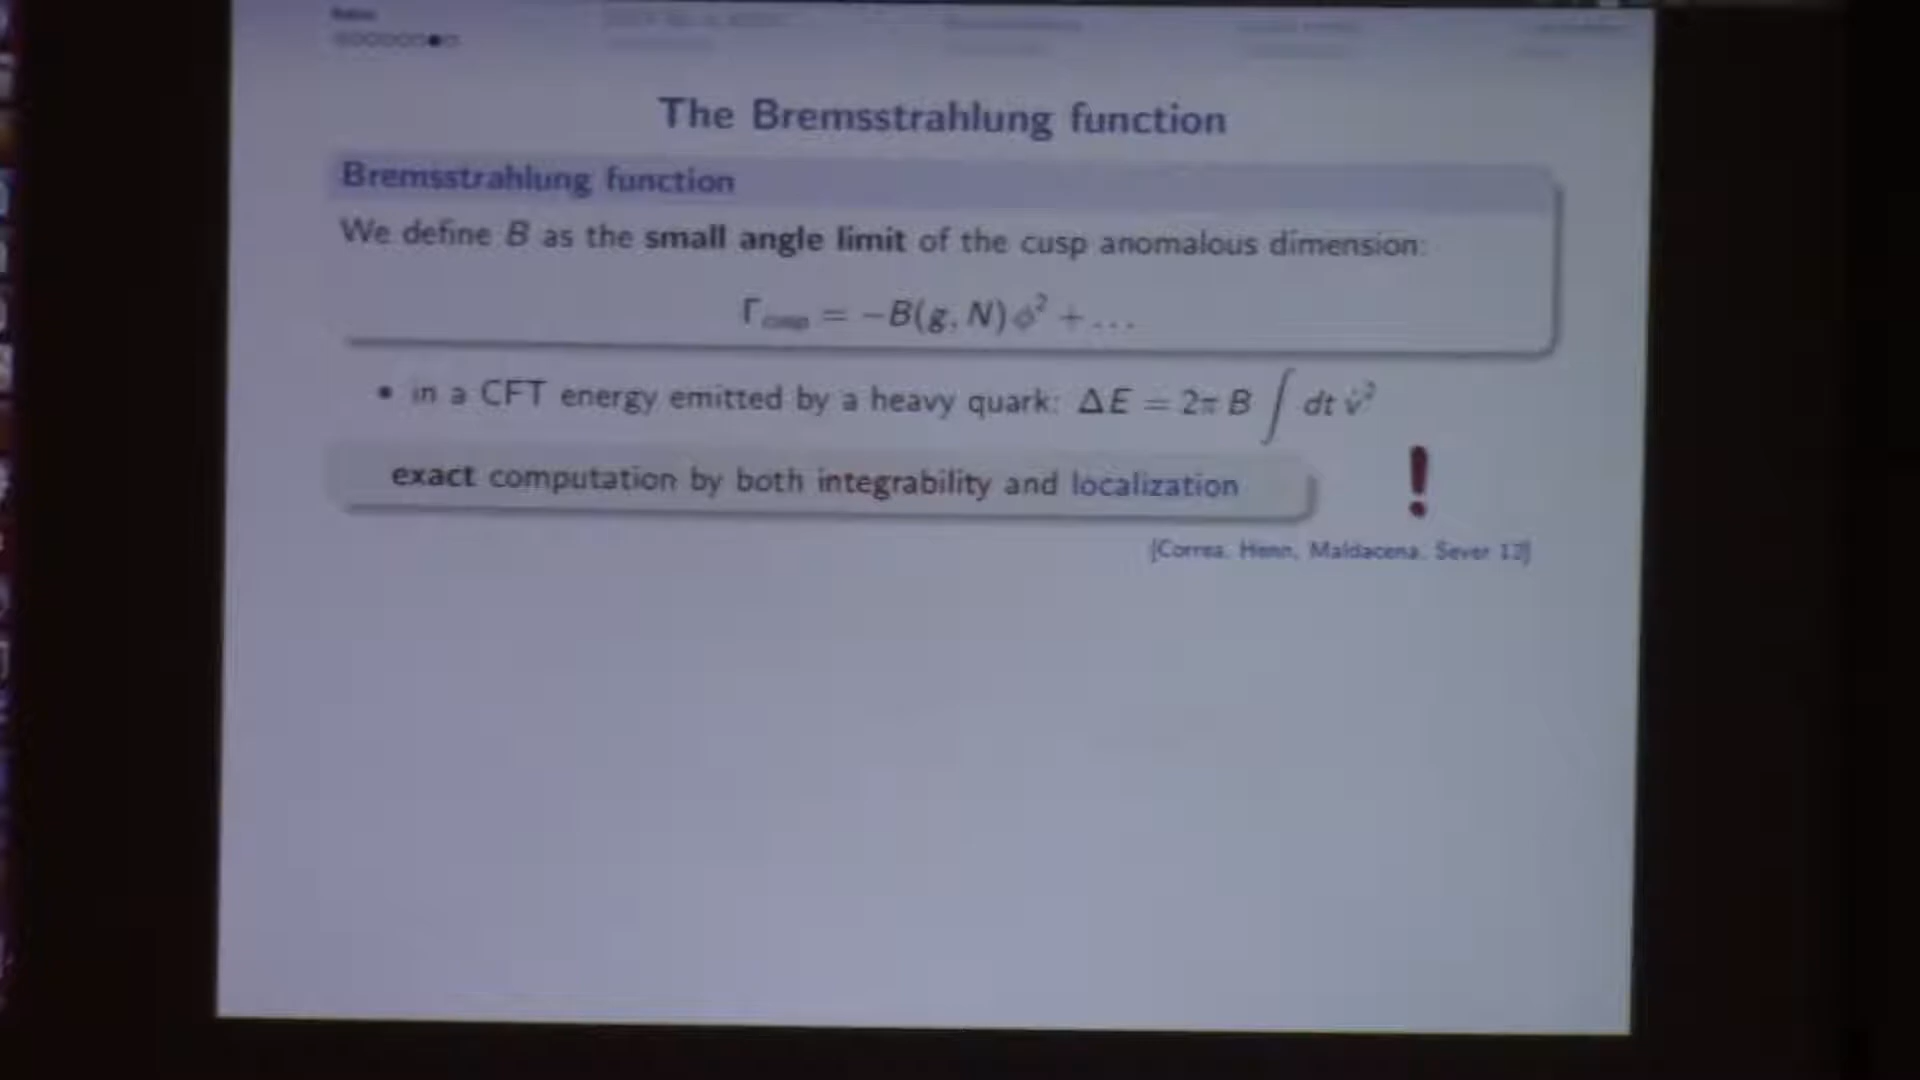 The Bremsstrahlung function
Bremsstrahlung function
We define B as the small angle limit of the cusp anomalous dimension:
Γ_cusp = −B(g, N) ϕ² + ...
• in a CFT energy emitted by a heavy quark: ΔE = 2π B ∫ dt v̇²
exact computation by both integrability and localization
!
[Correa, Henn, Maldacena, Sever 12]